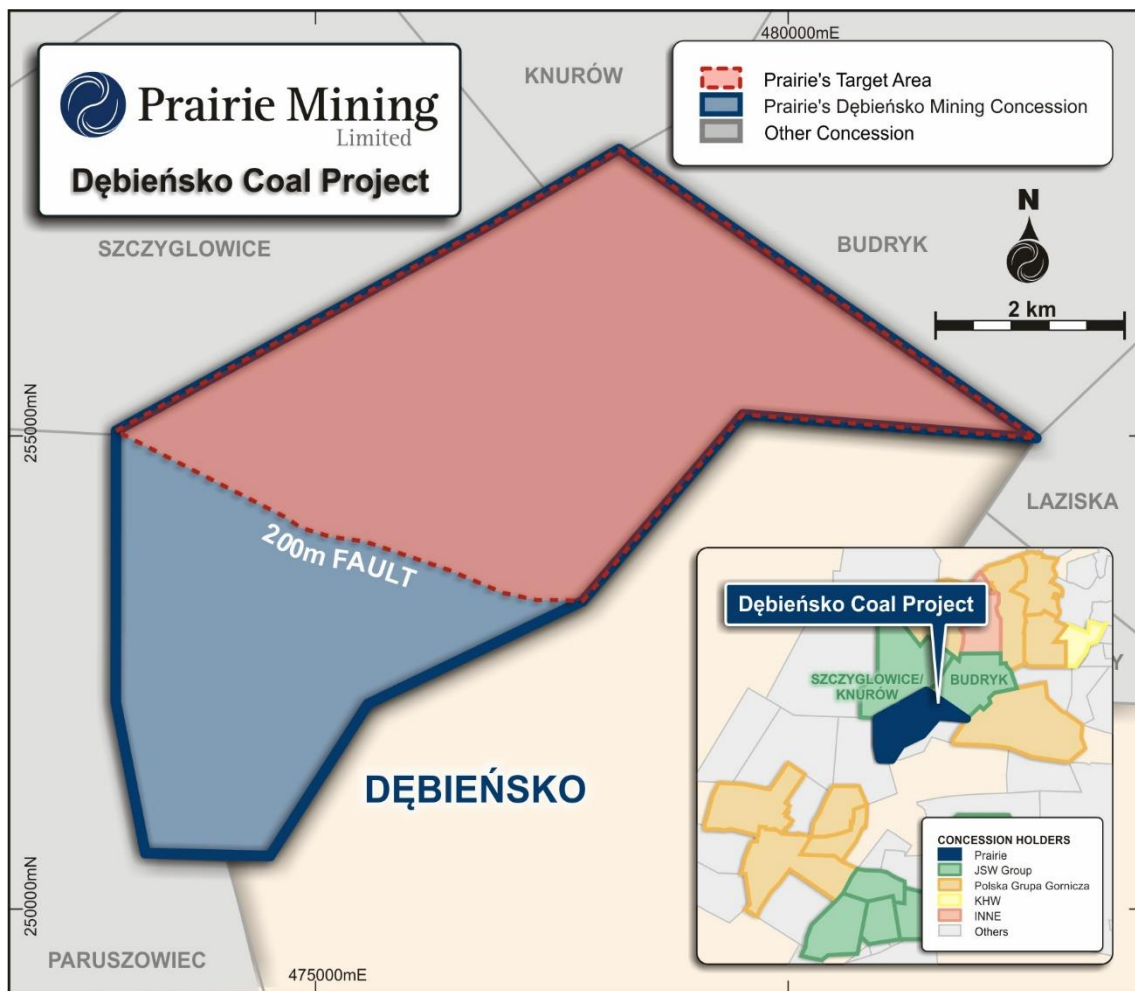 480000mE
Prairie Mining
Limited
Dębieńsko Coal Project
KNURÓW
Prairie's Target Area
Prairie's Dębieńsko Mining Concession
Other Concession
SZCZYGLOWICE
BUDRYK
N
2 km
255000mN
LAZISKA
200m FAULT
Dębieńsko Coal Project
SZCZYGLOWICE/
KNURÓW
BUDRYK
Y
DĘBIEŃSKO
CONCESSION HOLDERS
Prairie
JSW Group
Polska Grupa Gornicza
KHW
INNE
Others
250000mN
PARUSZOWIEC
475000mE